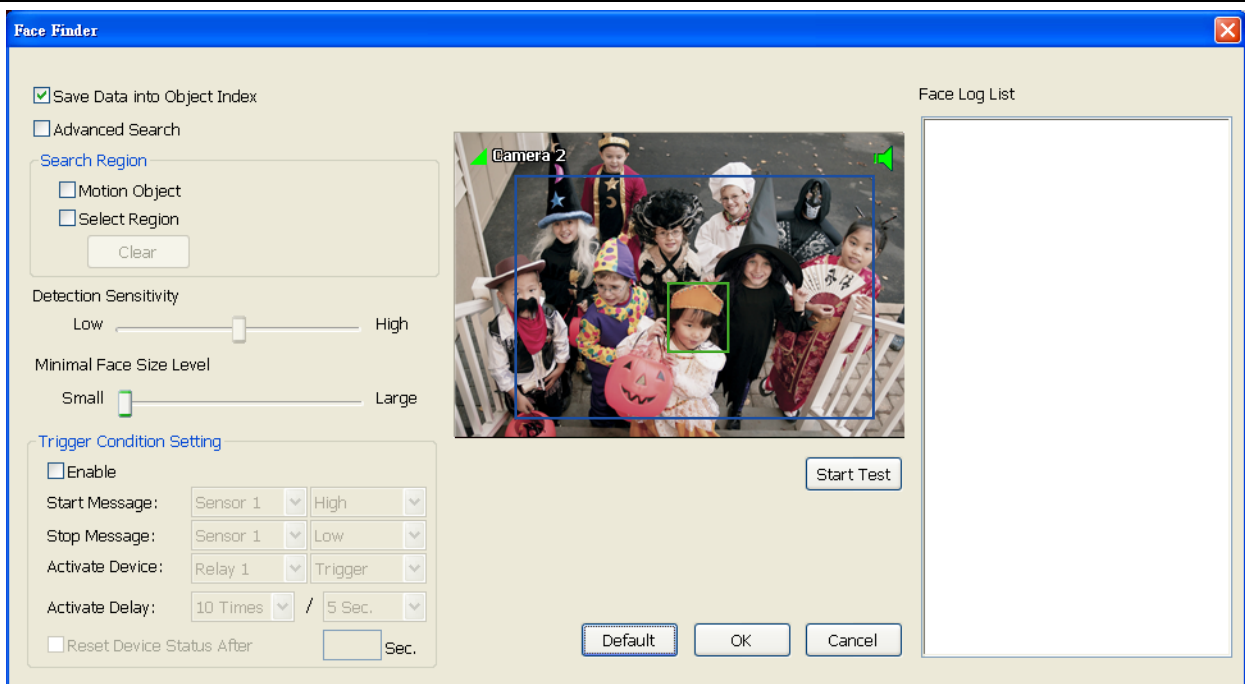 Face Finder
Save Data into Object Index
Advanced Search
Search Region
Motion Object
Select Region
Clear
Detection Sensitivity
Low High
Minimal Face Size Level
Small Large
Trigger Condition Setting
Enable
Start Message: Sensor 1 High
Stop Message: Sensor 1 Low
Activate Device: Relay 1 Trigger
Activate Delay: 10 Times / 5 Sec.
Reset Device Status After Sec.
Camera 2
Start Test
Default OK Cancel
Face Log List